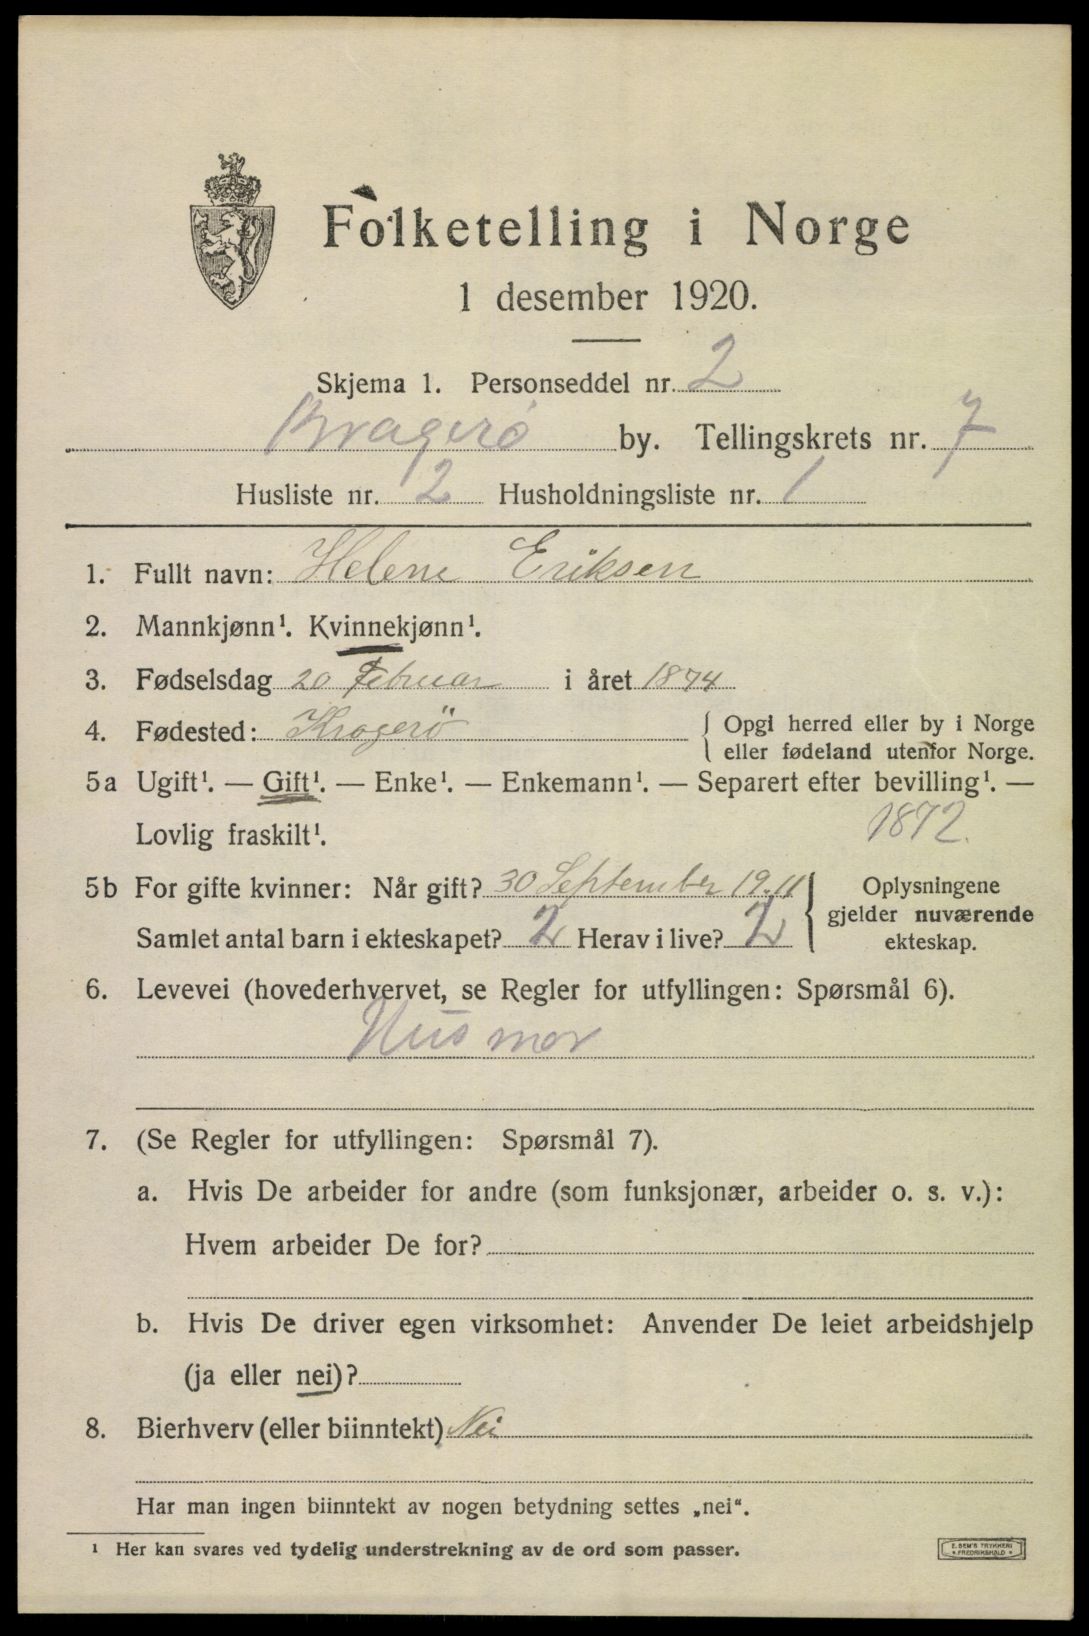 Folketelling i Norge
1 desember 1920.
Skjema 1. Personseddel nr. 2
Kragerø by. Tellingskrets nr. 7
Husliste nr. 2 Husholdningsliste nr. 1
1. Fullt navn: Helene Eriksen
2. Mannkjønn¹. Kvinnekjønn¹.
3. Fødselsdag 20 Februar i året 1874
4. Fødested: Kragerö { Opgi herred eller by i Norge
eller fødeland utenfor Norge.
5a Ugift¹. — Gift¹. — Enke¹. — Enkemann¹. — Separert efter bevilling¹. —
Lovlig fraskilt¹. 1872.
5b For gifte kvinner: Når gift? 30 September 19.11
Samlet antal barn i ekteskapet? 2 Herav i live? 2
} Oplysningene
gjelder nuværende
ekteskap.
6. Levevei (hovederhvervet, se Regler for utfyllingen: Spørsmål 6).
Husmor
7. (Se Regler for utfyllingen: Spørsmål 7).
a. Hvis De arbeider for andre (som funksjonær, arbeider o. s. v.):
Hvem arbeider De for?
b. Hvis De driver egen virksomhet: Anvender De leiet arbeidshjelp
(ja eller nei)?
8. Bierhverv (eller biinntekt) Nei
Har man ingen biinntekt av nogen betydning settes „nei“.
¹ Her kan svares ved tydelig understrekning av de ord som passer.
E. SEM'S TRYKKERI
• FREDRIKSHALD •